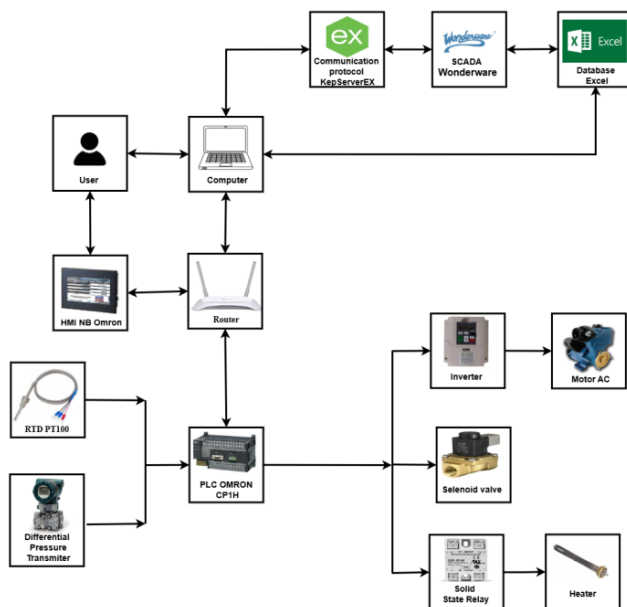 ex
Communication
protocol
KepServerEX
Wonderware
SCADA
Wonderware
Excel
Database
Excel
User
Computer
HMI NB Omron
Router
Inverter
Motor AC
RTD PT100
PLC OMRON
CP1H
Selenoid valve
Differential
Pressure
Transmiter
Solid
State Relay
Heater